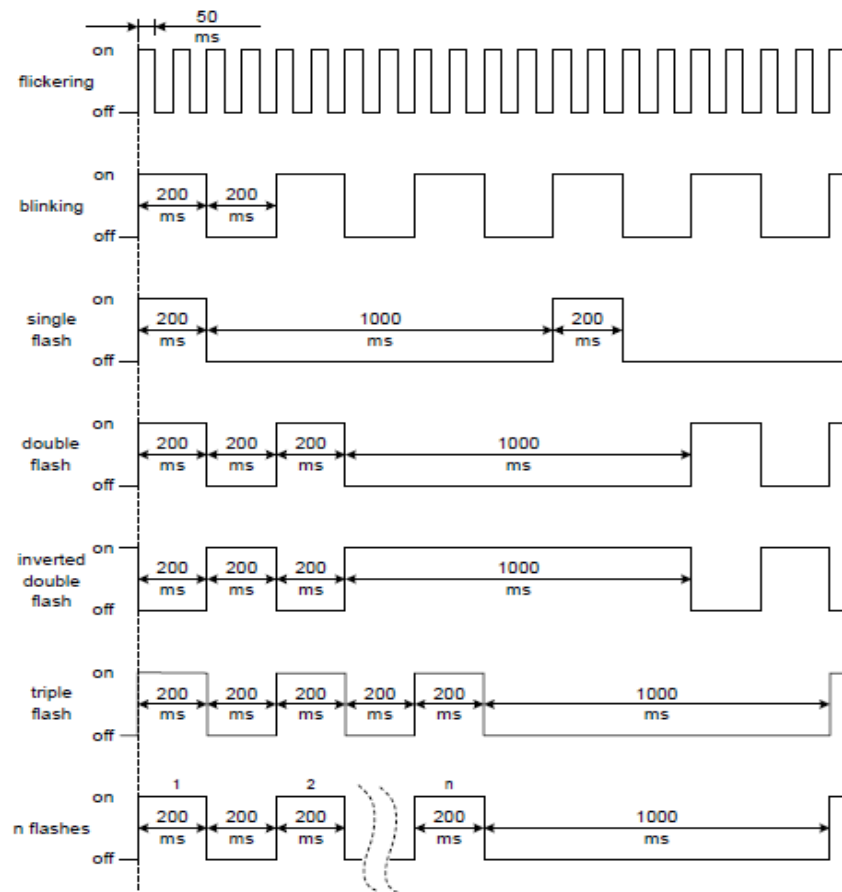 50
ms
on
flickering
off
on
200 200
blinking
ms ms
off
on
single
flash
200 1000 200
ms ms ms
off
on
double
flash
200 200 200 1000
ms ms ms ms
off
on
inverted
double
flash
200 200 200 1000
ms ms ms ms
off
on
triple
flash
200 200 200 200 200 1000
ms ms ms ms ms ms
off
1 2 n
on
n flashes
200 200 200 200 1000
ms ms ms ms ms
off